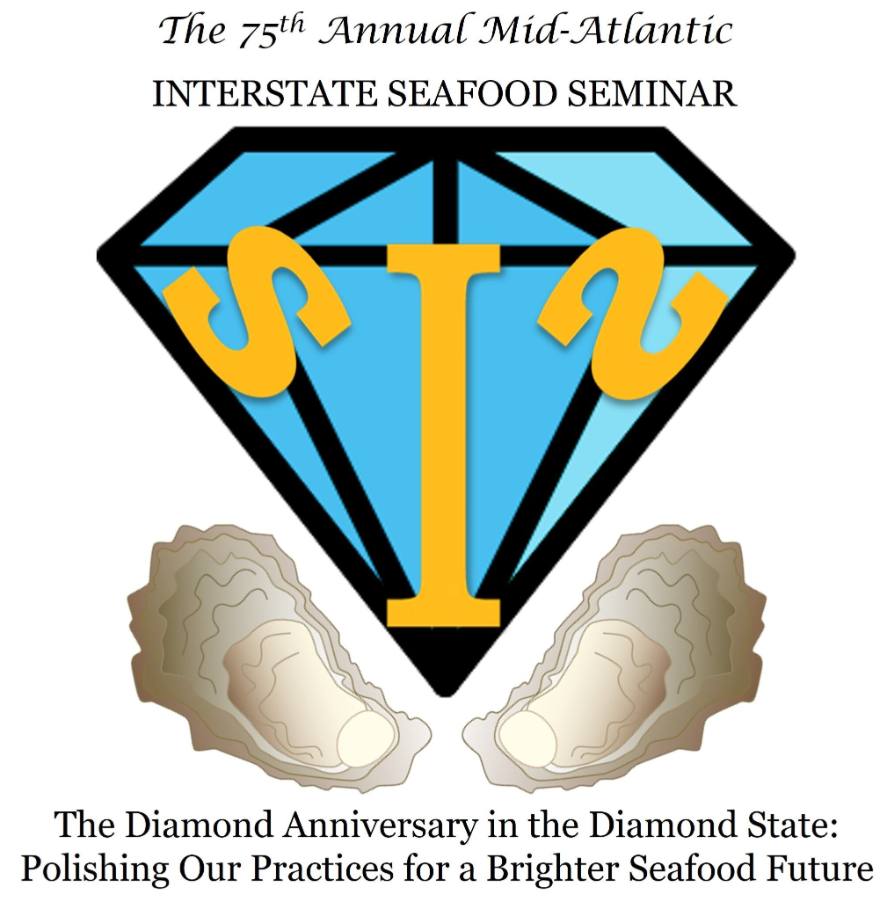 The 75th Annual Mid-Atlantic
INTERSTATE SEAFOOD SEMINAR
SIS
The Diamond Anniversary in the Diamond State:
Polishing Our Practices for a Brighter Seafood Future